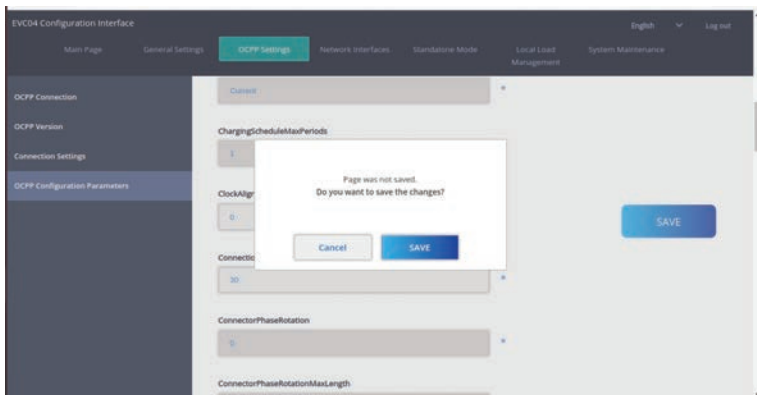 EVC04 Configuration Interface
English
Log out
Main Page
General Settings
OCPP Settings
Network Interfaces
Standalone Mode
Local Load
Management
System Maintenance
OCPP Connection
OCPP Version
Connection Settings
OCPP Configuration Parameters
Current
*
ChargingScheduleMaxPeriods
ClockAlign
0
Connectio
30
*
ConnectorPhaseRotation
0
*
ConnectorPhaseRotationMaxLength
Page was not saved.
Do you want to save the changes?
Cancel
SAVE
SAVE